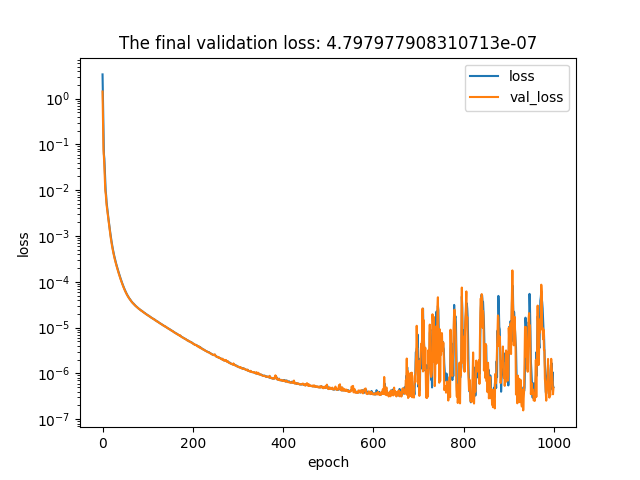 The final validation loss: 4.797977908310713e-07
loss
val_loss
10⁰
10⁻¹
10⁻²
10⁻³
10⁻⁴
10⁻⁵
10⁻⁶
10⁻⁷
loss
0
200
400
600
800
1000
epoch